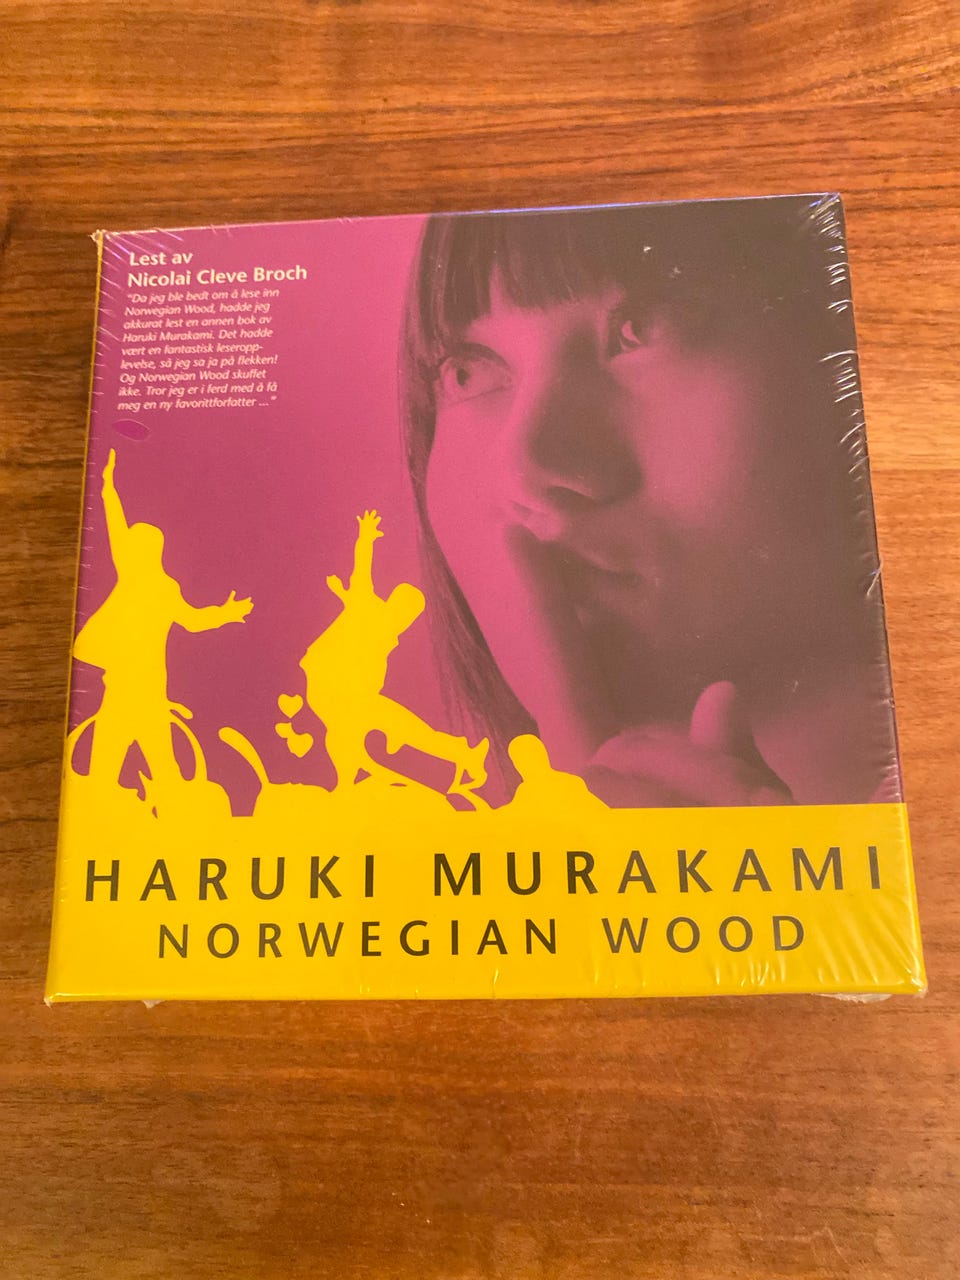 Lest av
Nicolai Cleve Broch
"Da jeg ble bedt om å lese inn
Norwegian Wood, hadde jeg
akkurat lest en annen bok av
Haruki Murakami. Det hadde
vært en fantastisk leseropp-
levelse, så jeg sa ja på flekken!
Og Norwegian Wood skuffet
ikke. Tror jeg er i ferd med å få
meg en ny favorittforfatter ..."
HARUKI MURAKAMI
NORWEGIAN WOOD